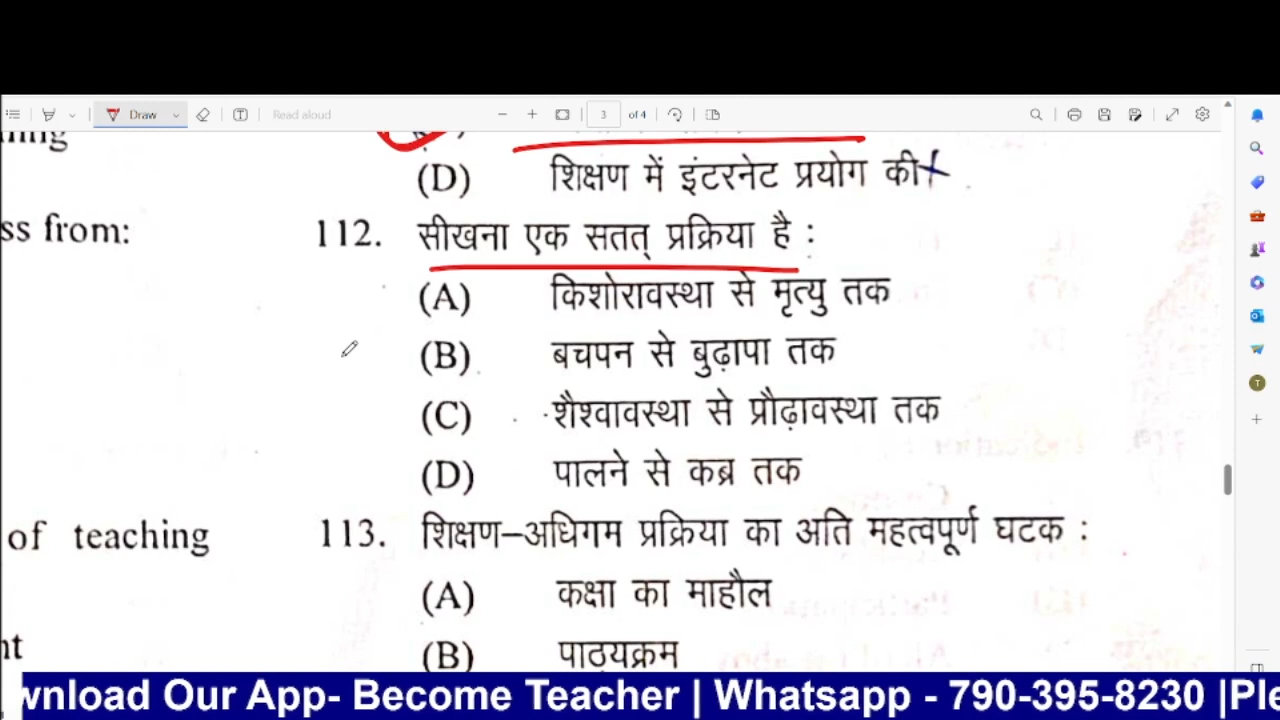 Draw
Read aloud
3 of 4
(D) शिक्षण में इंटरनेट प्रयोग की
ss from:
112. सीखना एक सतत् प्रक्रिया है :
(A) किशोरावस्था से मृत्यु तक
(B) बचपन से बुढ़ापा तक
(C) शैश्वावस्था से प्रौढ़ावस्था तक
(D) पालने से कब्र तक
of teaching
113. शिक्षण–अधिगम प्रक्रिया का अति महत्वपूर्ण घटक :
(A) कक्षा का माहौल
nt
(B) पाठ्यक्रम
wnload Our App- Become Teacher | Whatsapp - 790-395-8230 |Ple